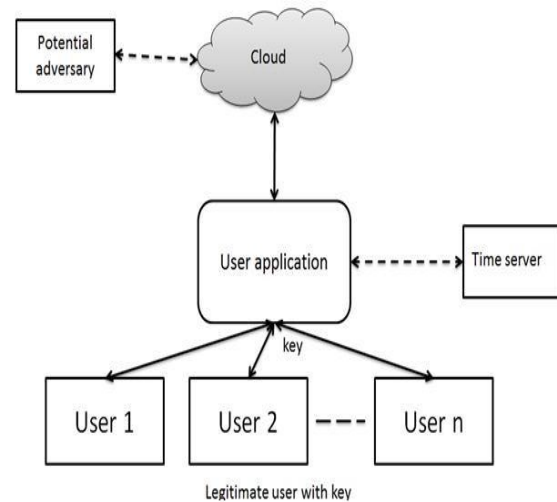 Potential
adversary
Cloud
User application
Time server
key
User 1
User 2
User n
Legitimate user with key